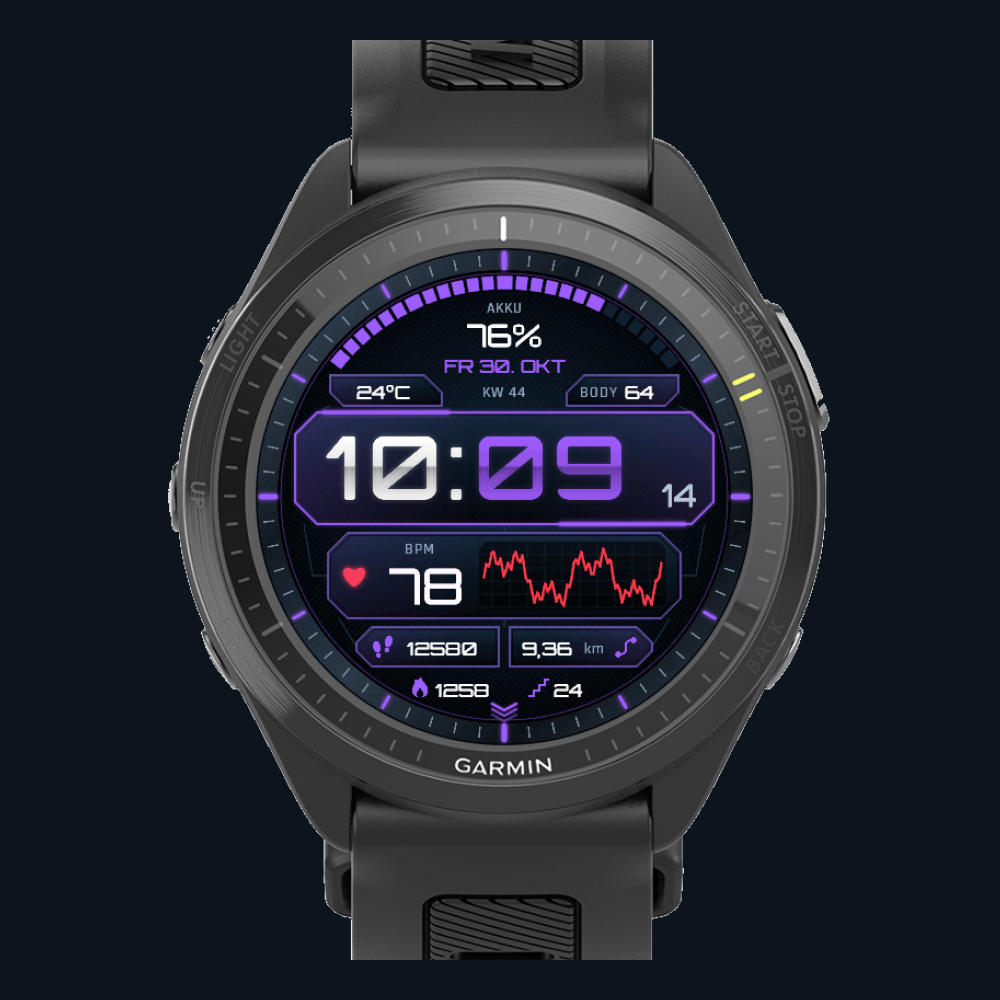 LIGHT
START
STOP
UP
BACK
AKKU
76%
FR 30. OKT
24°C
KW 44
BODY 64
10:09
14
BPM
78
12580
9,36 km
1258
24
GARMIN